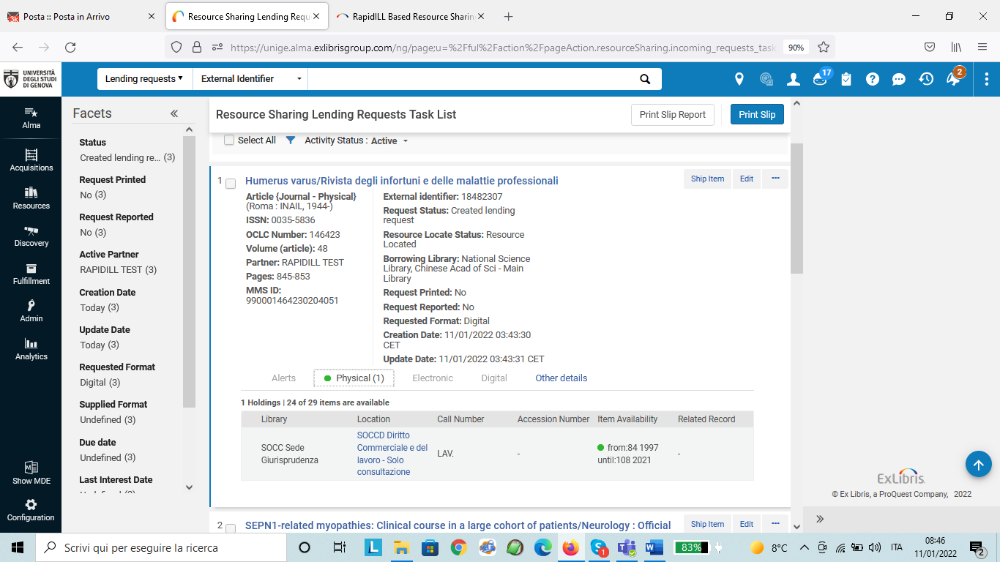 Posta :: Posta in Arrivo
Resource Sharing Lending Requ
RapidILL Based Resource Sharin
https://unige.alma.exlibrisgroup.com/ng/page;u=%2Fful%2Faction%2FpageAction.resourceSharing.incoming_requests_task
90%
UNIVERSITÀ
DEGLI STUDI
DI GENOVA
Lending requests
External Identifier
17
2
Alma
Acquisitions
Resources
Discovery
Fulfillment
Admin
Analytics
Show MDE
Configuration
Facets
Status
Created lending re... (3)
Request Printed
No (3)
Request Reported
No (3)
Active Partner
RAPIDILL TEST (3)
Creation Date
Today (3)
Update Date
Today (3)
Requested Format
Digital (3)
Supplied Format
Undefined (3)
Due date
Undefined (3)
Last Interest Date
Resource Sharing Lending Requests Task List
Print Slip Report
Print Slip
Select All
Activity Status : Active
1
Humerus varus/Rivista degli infortuni e delle malattie professionali
Ship Item
Edit
Article {Journal - Physical}
(Roma : INAIL, 1944-)
ISSN: 0035-5836
OCLC Number: 146423
Volume (article): 48
Partner: RAPIDILL TEST
Pages: 845-853
MMS ID:
990001464230204051
External identifier: 18482307
Request Status: Created lending
request
Resource Locate Status: Resource
Located
Borrowing Library: National Science
Library, Chinese Acad of Sci - Main
Library
Request Printed: No
Request Reported: No
Requested Format: Digital
Creation Date: 11/01/2022 03:43:30
CET
Update Date: 11/01/2022 03:43:31 CET
Alerts
Physical (1)
Electronic
Digital
Other details
1 Holdings | 24 of 29 items are available
Library
Location
Call Number
Accession Number
Item Availability
Related Record
SOCC Sede
Giurisprudenza
SOCCD Diritto
Commerciale e del
lavoro - Solo
consultazione
LAV.
-
from:84 1997
until:108 2021
-
2
SEPN1-related myopathies: Clinical course in a large cohort of patients/Neurology : Official
Ship Item
Edit
ExLibris
© Ex Libris, a ProQuest Company, 2022
Scrivi qui per eseguire la ricerca
L
1
83%
8°C
ITA
08:46
11/01/2022
2